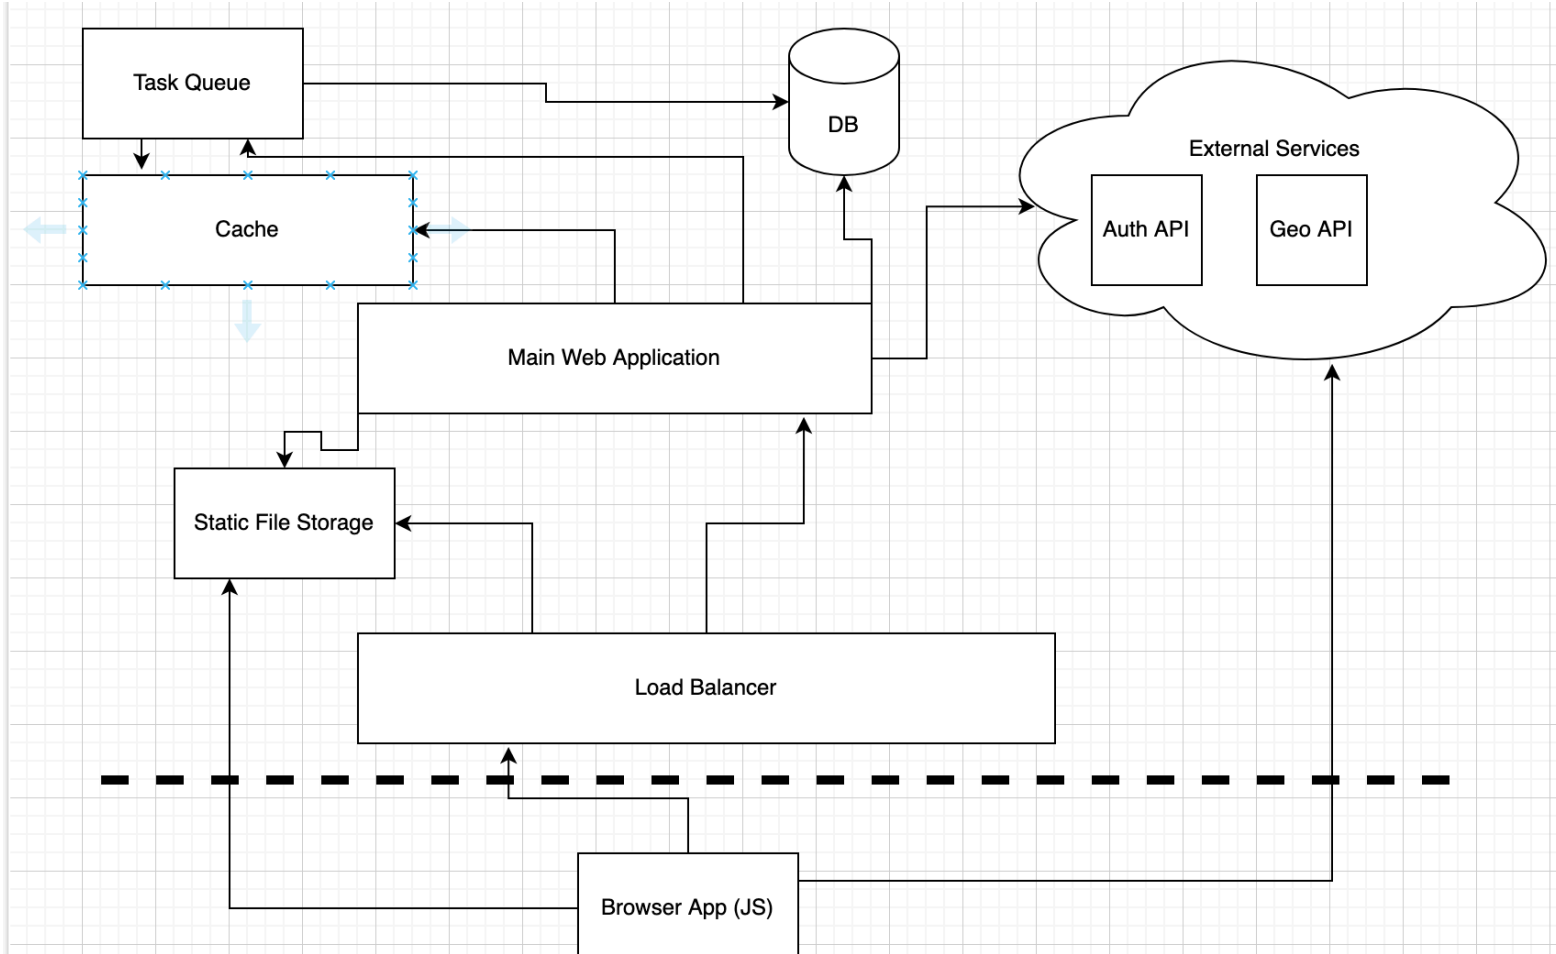 Task Queue
DB
External Services
Cache
Auth API
Geo API
Main Web Application
Static File Storage
Load Balancer
Browser App (JS)